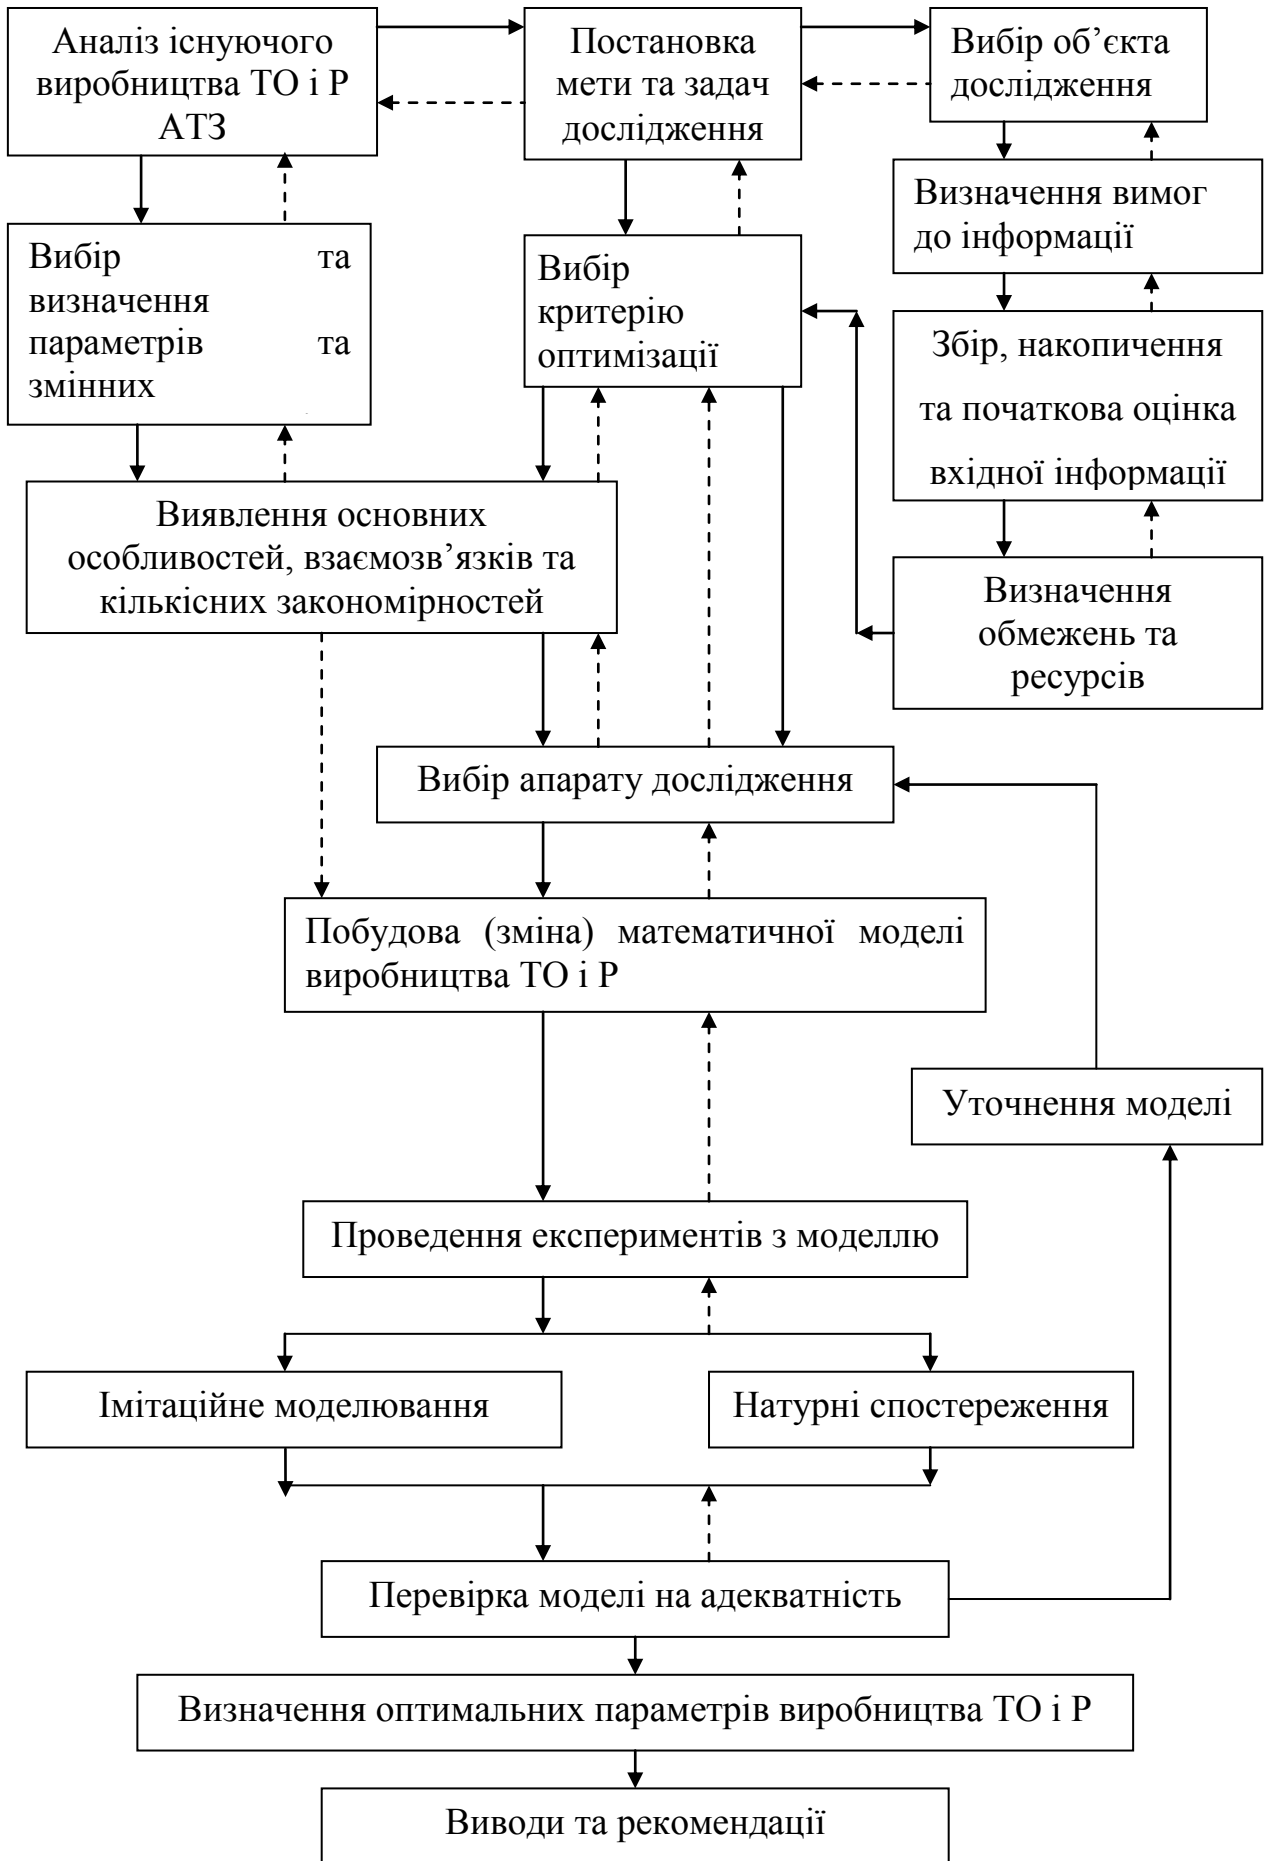 Аналіз існуючого
виробництва ТО і Р
АТЗ
Постановка
мети та задач
дослідження
Вибір об’єкта
дослідження
Визначення вимог
до інформації
Вибір та
визначення
параметрів та
змінних
Вибір
критерію
оптимізації
Збір, накопичення
та початкова оцінка
вхідної інформації
Виявлення основних
особливостей, взаємозв’язків та
кількісних закономірностей
Визначення
обмежень та
ресурсів
Вибір апарату дослідження
Побудова (зміна) математичної моделі
виробництва ТО і Р
Уточнення моделі
Проведення експериментів з моделлю
Імітаційне моделювання
Натурні спостереження
Перевірка моделі на адекватність
Визначення оптимальних параметрів виробництва ТО і Р
Виводи та рекомендації